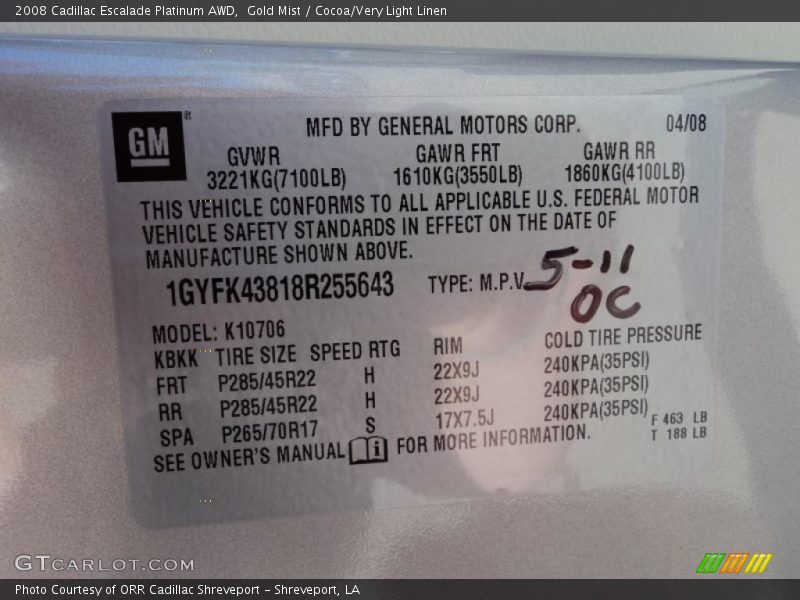 2008 Cadillac Escalade Platinum AWD,  Gold Mist / Cocoa/Very Light Linen
GM®
MFD BY GENERAL MOTORS CORP. 04/08
GVWR GAWR FRT GAWR RR
3221KG(7100LB) 1610KG(3550LB) 1860KG(4100LB)
THIS VEHICLE CONFORMS TO ALL APPLICABLE U.S. FEDERAL MOTOR
VEHICLE SAFETY STANDARDS IN EFFECT ON THE DATE OF
MANUFACTURE SHOWN ABOVE.
1GYFK43818R255643 TYPE: M.P.V. 5-11
OC
MODEL: K10706
KBKK TIRE SIZE SPEED RTG RIM COLD TIRE PRESSURE
FRT P285/45R22 H 22X9J 240KPA(35PSI)
RR P285/45R22 H 22X9J 240KPA(35PSI)
SPA P265/70R17 S 17X7.5J 240KPA(35PSI) F 463 LB
SEE OWNER'S MANUAL i FOR MORE INFORMATION. T 188 LB
GTCARLOT.COM
Photo Courtesy of ORR Cadillac Shreveport - Shreveport, LA